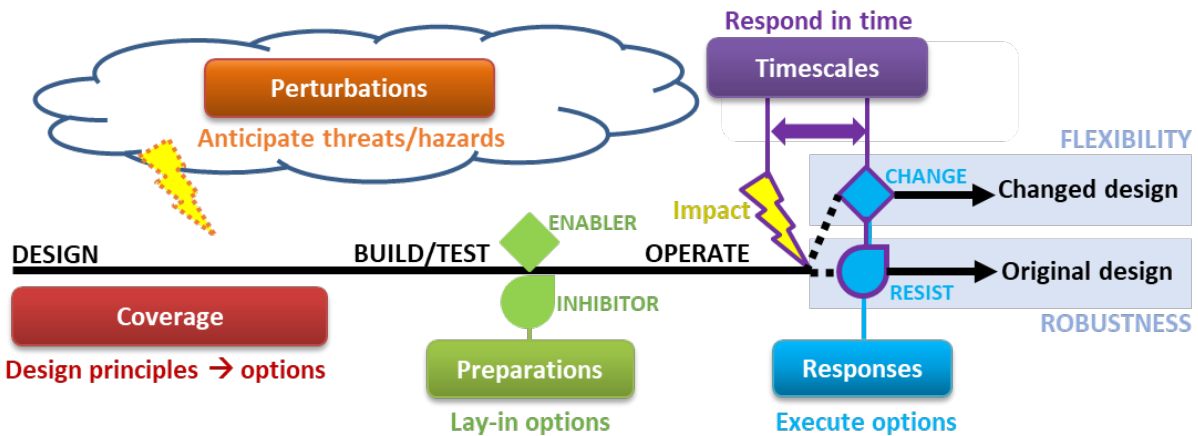 Respond in time
Timescales
Perturbations
Anticipate threats/hazards
FLEXIBILITY
CHANGE
Changed design
Impact
ENABLER
DESIGN
BUILD/TEST
OPERATE
Original design
RESIST
INHIBITOR
ROBUSTNESS
Coverage
Design principles → options
Preparations
Lay-in options
Responses
Execute options